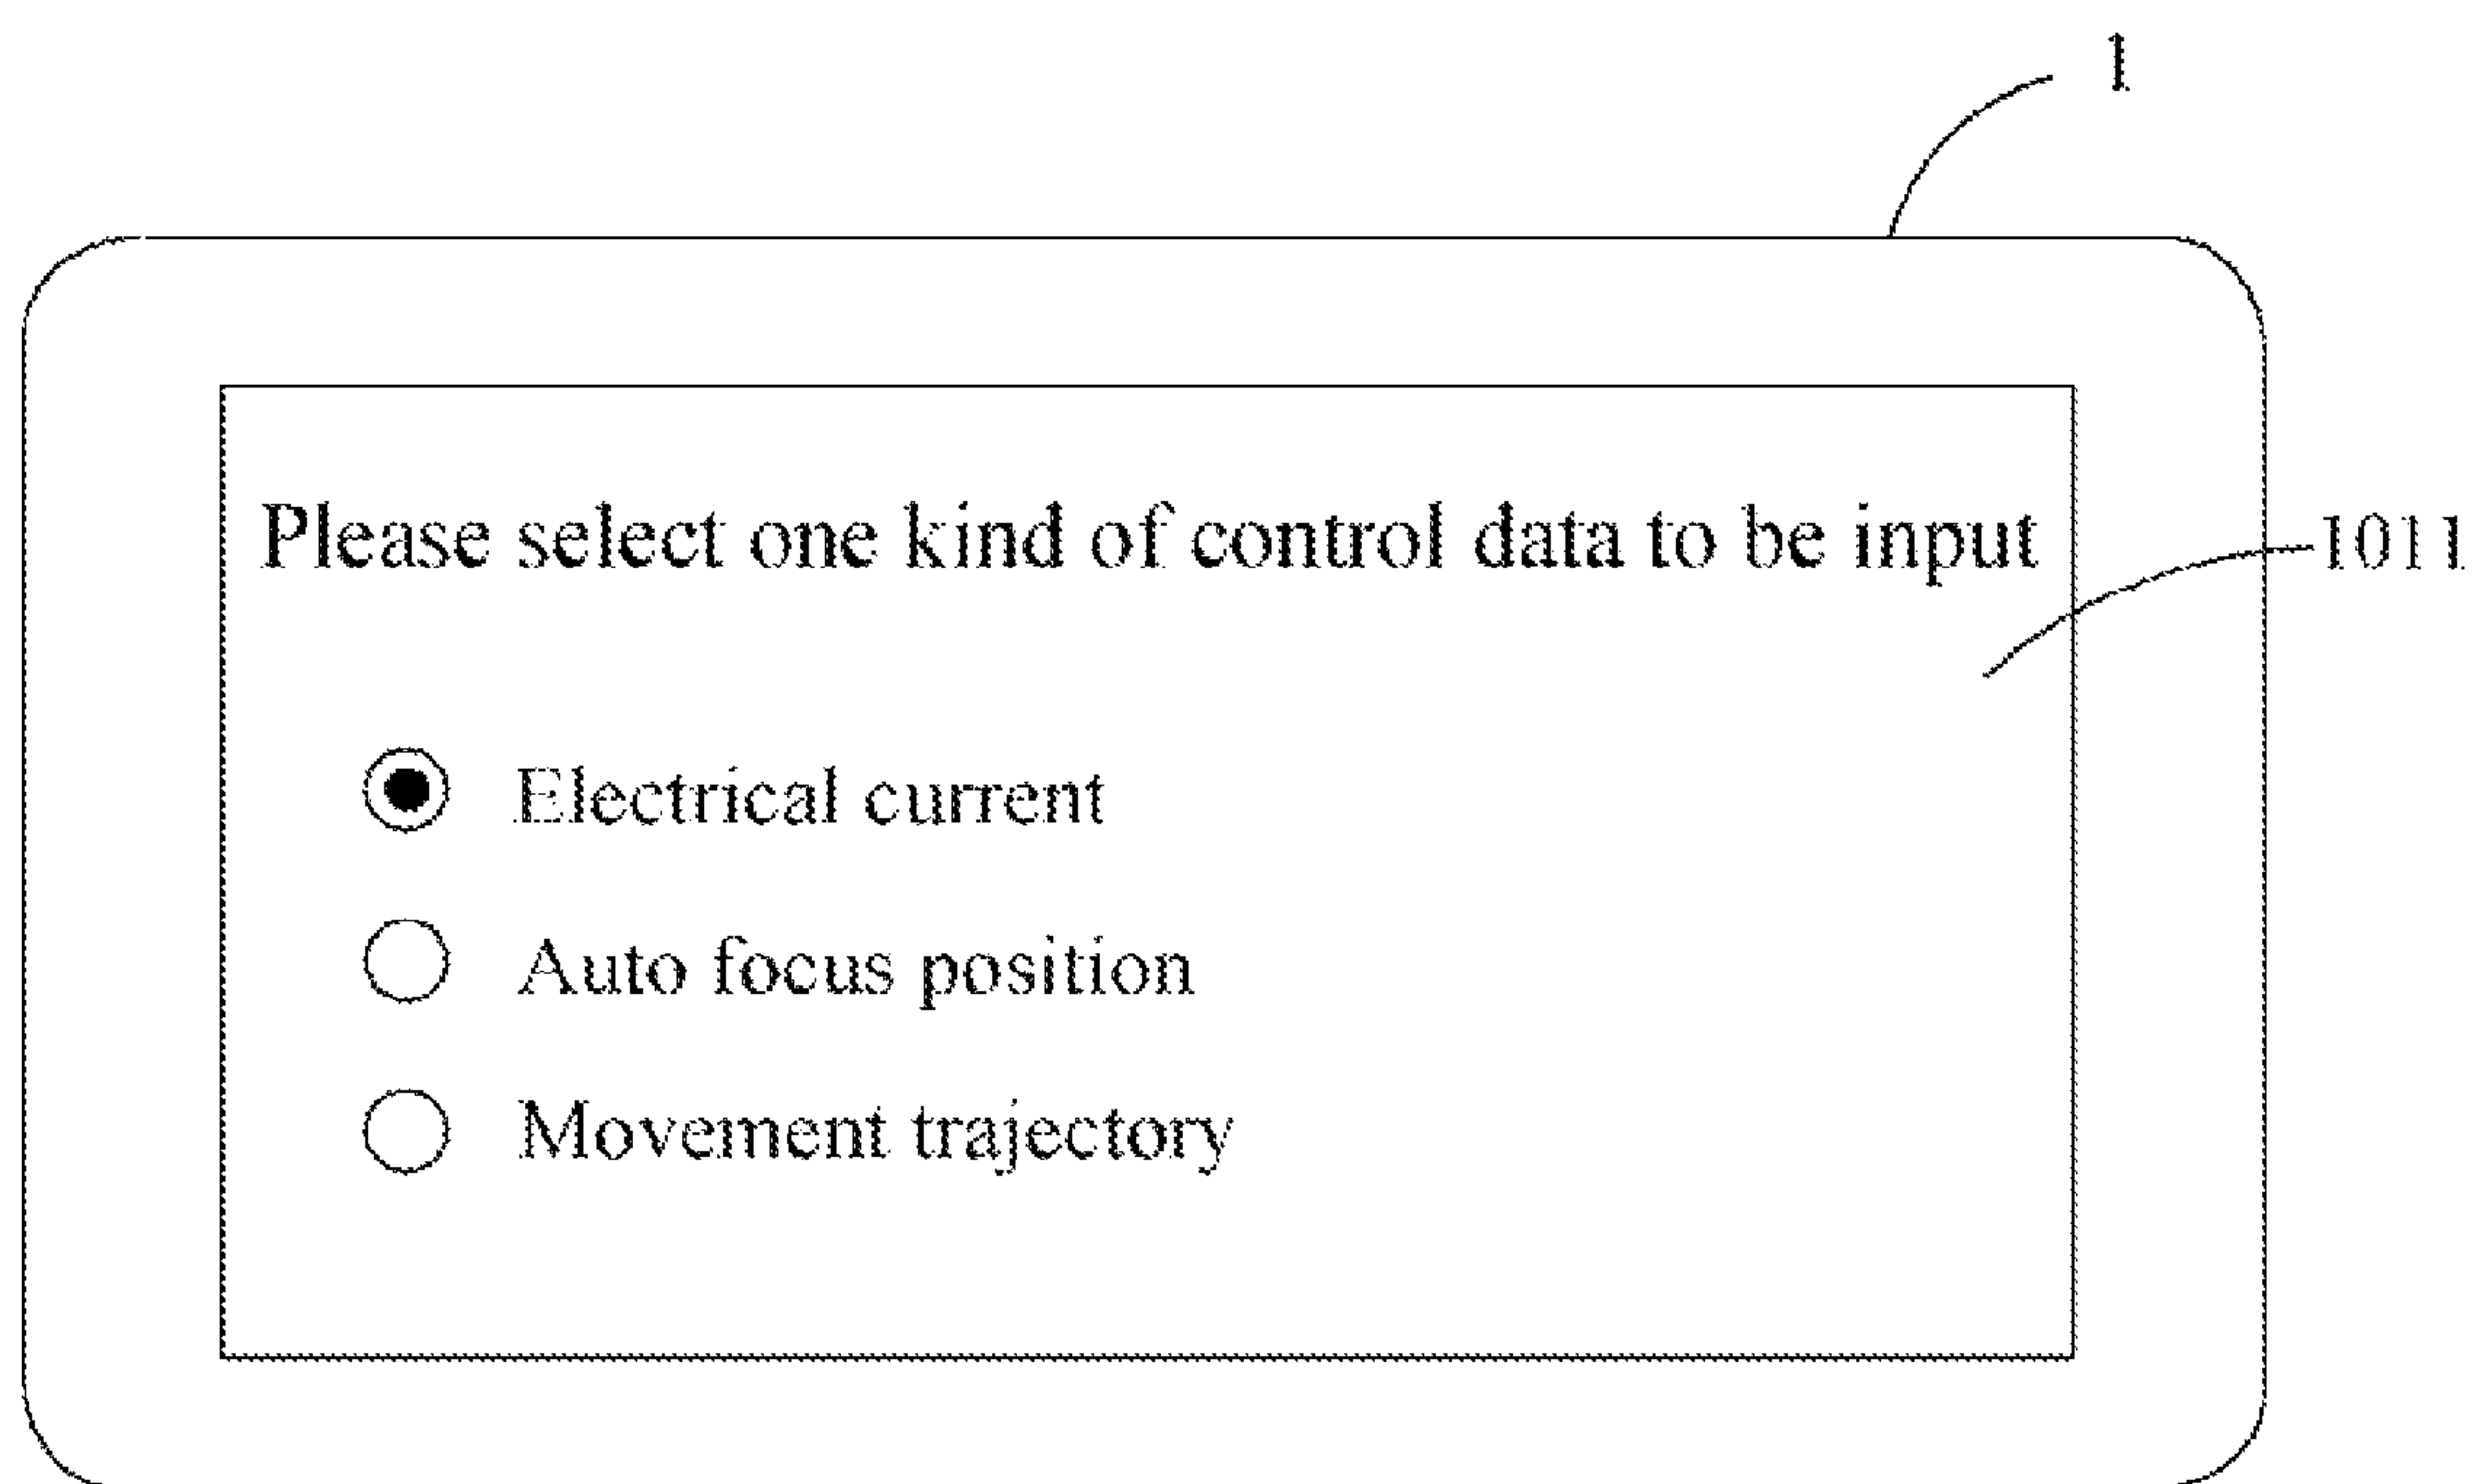 1
Please select one kind of control data to be input
1011
Electrical current
Auto focus position
Movement trajectory